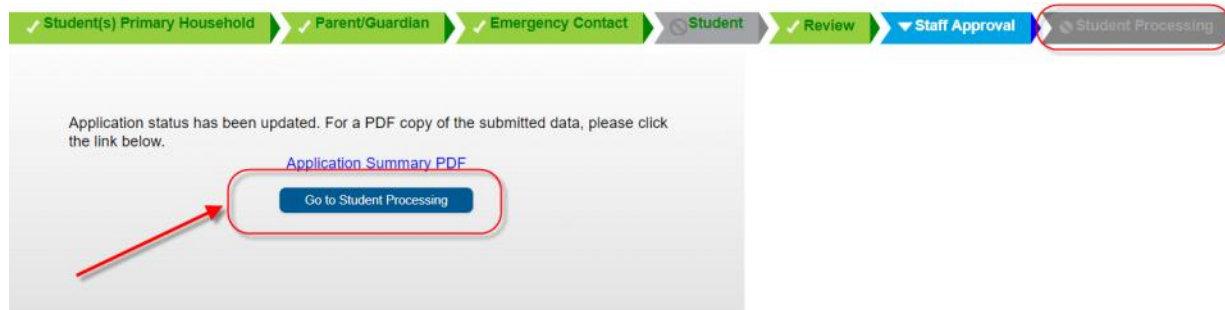 Student(s) Primary Household Parent/Guardian Emergency Contact Student Review Staff Approval Student Processing
Application status has been updated. For a PDF copy of the submitted data, please click
the link below.
Application Summary PDF
Go to Student Processing